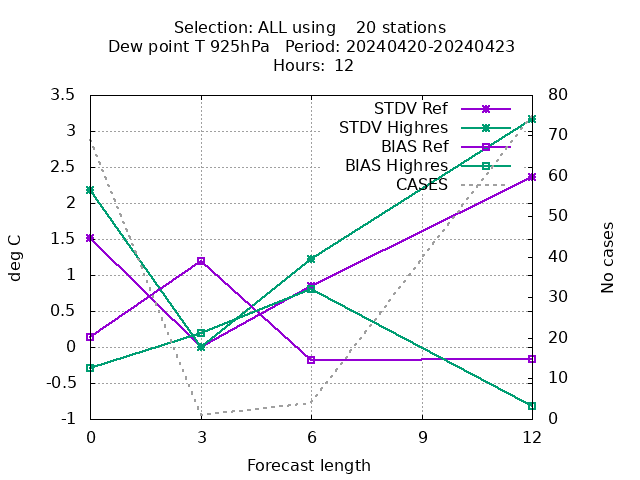 Selection: ALL using    20 stations
Dew point T 925hPa   Period: 20240420-20240423
Hours:  12
3.5
3
2.5
2
1.5
1
0.5
0
-0.5
-1
deg C
STDV Ref
STDV Highres
BIAS Ref
BIAS Highres
CASES
80
70
60
50
40
30
20
10
0
No cases
0 3 6 9 12
Forecast length